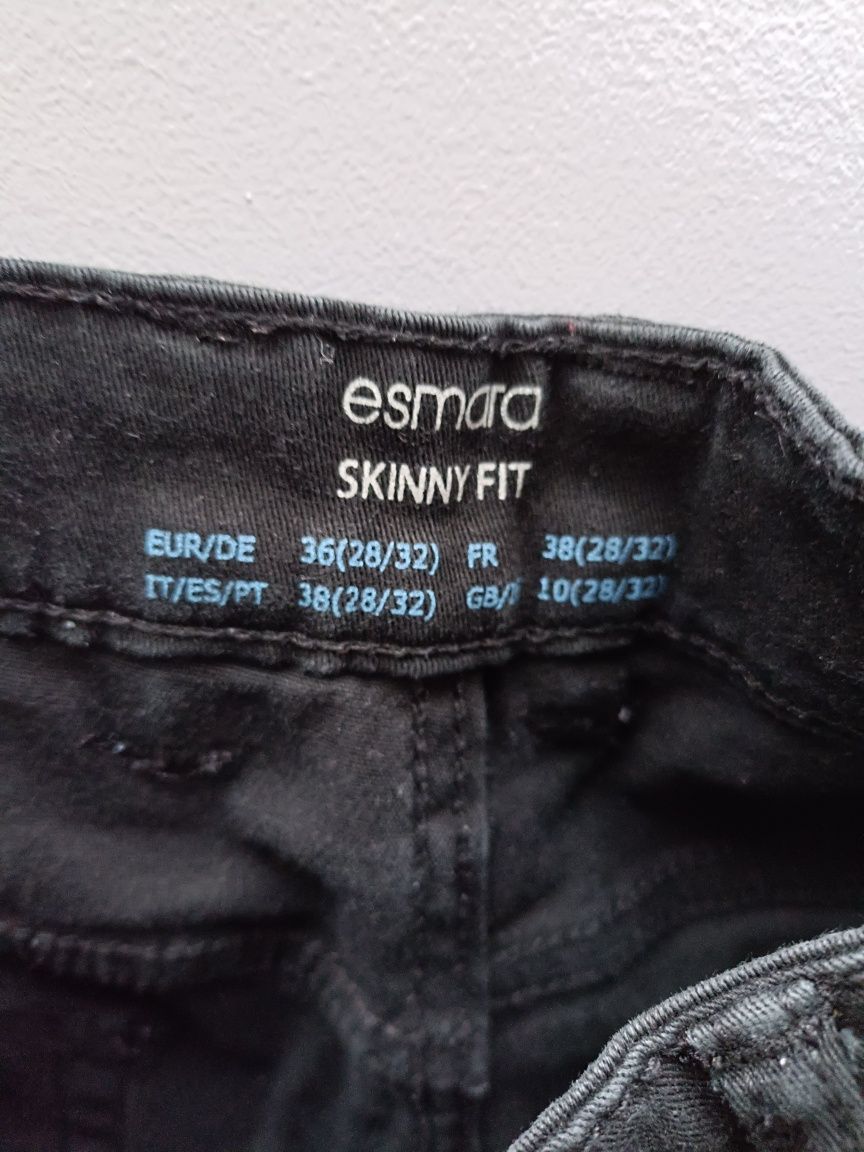 esmara
SKINNY FIT
EUR/DE 36(28/32) FR 38(28/32)
IT/ES/PT 38(28/32) 10(28/32)